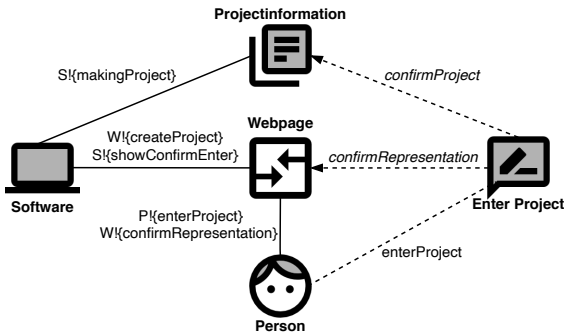 Projectinformation
S!{makingProject}
confirmProject
Webpage
W!{createProject}
S!{showConfirmEnter}
confirmRepresentation
Software
Enter Project
P!{enterProject}
W!{confirmRepresentation}
enterProject
Person